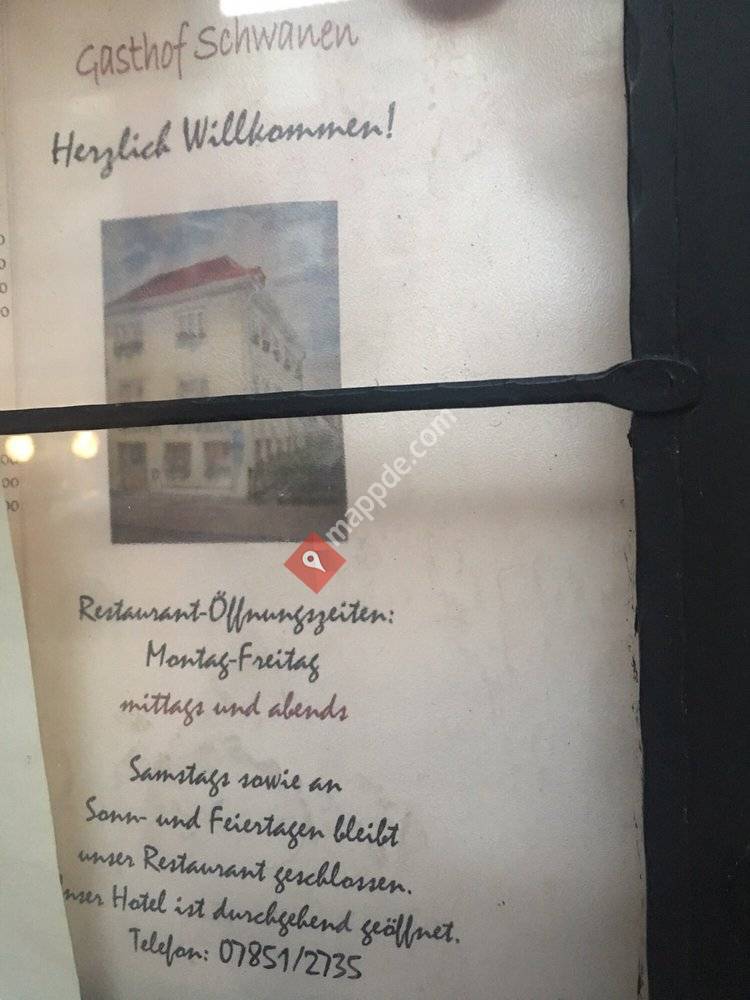 Gasthof Schwanen
Herzlich Willkommen!
mappde.com
Restaurant-Öffnungszeiten:
Montag-Freitag
mittags und abends
Samstags sowie an
Sonn- und Feiertagen bleibt
unser Restaurant geschlossen.
Unser Hotel ist durchgehend geöffnet.
Telefon: 07851/2735